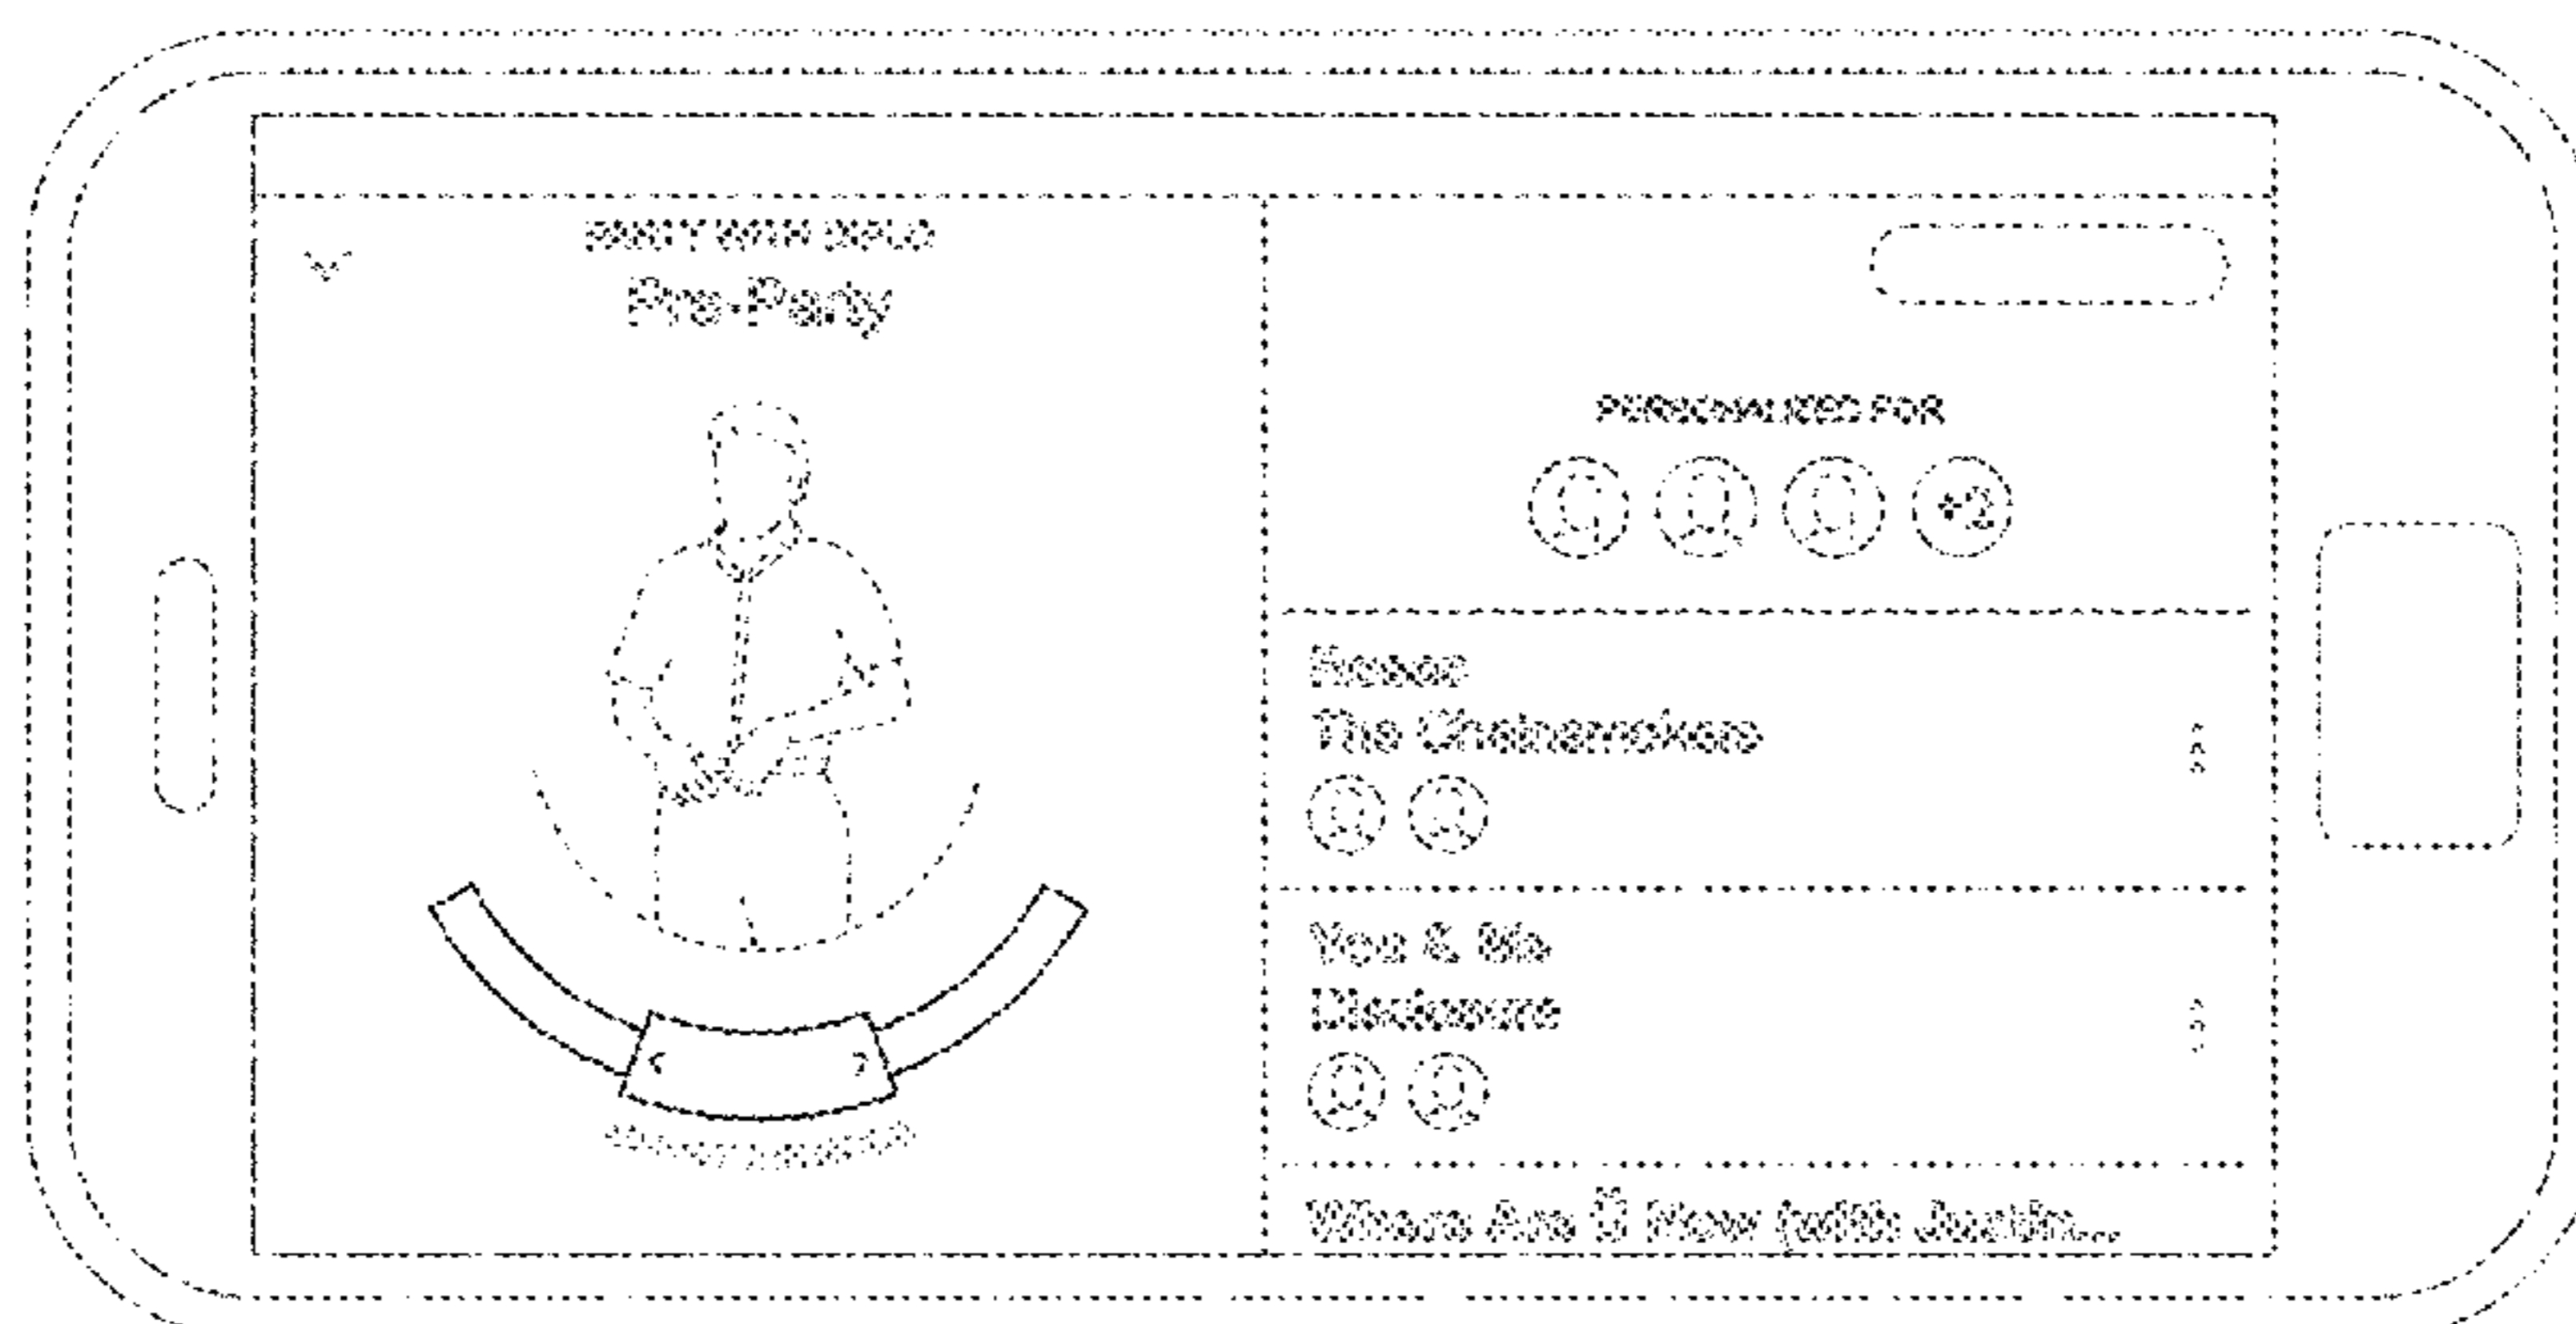 PARTY WITH DIPLO
Pre-Party
PERSONALIZED FOR
+2
Roses
The Chainsmokers
You & Me
Disclosure
Where Are Ü Now (with Justin...